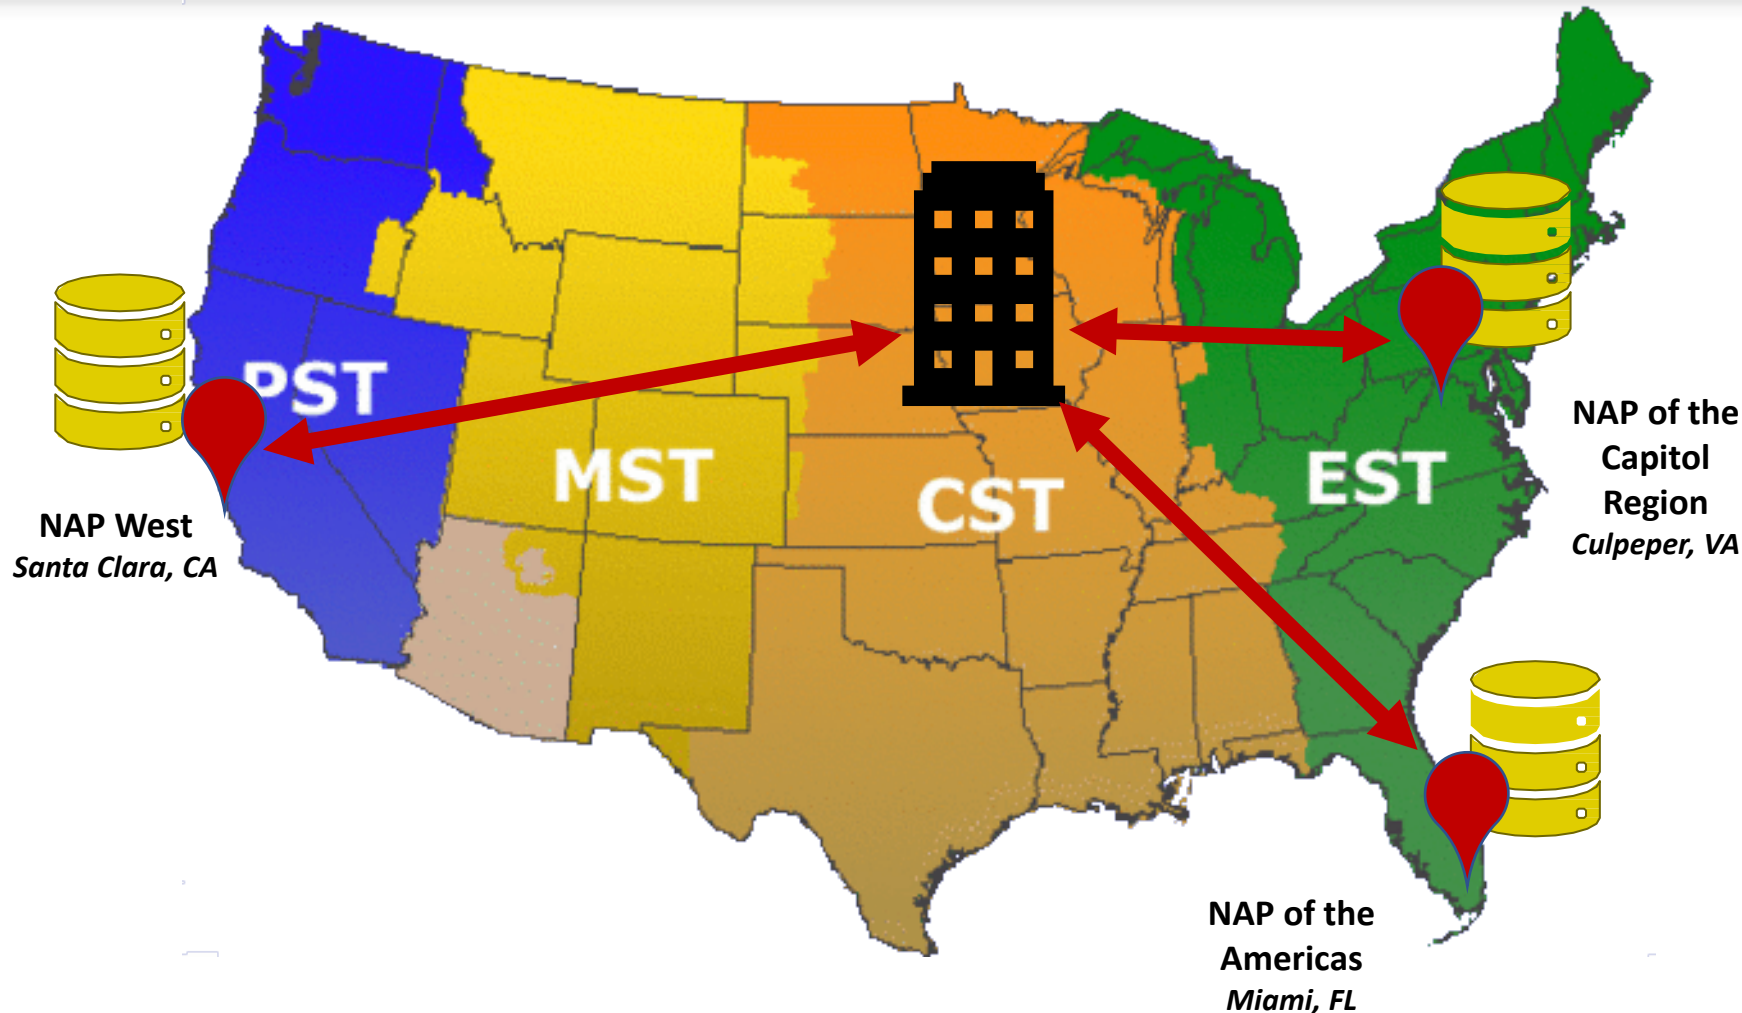 PST
MST
CST
EST
NAP West
Santa Clara, CA
NAP of the
Capitol
Region
Culpeper, VA
NAP of the
Americas
Miami, FL